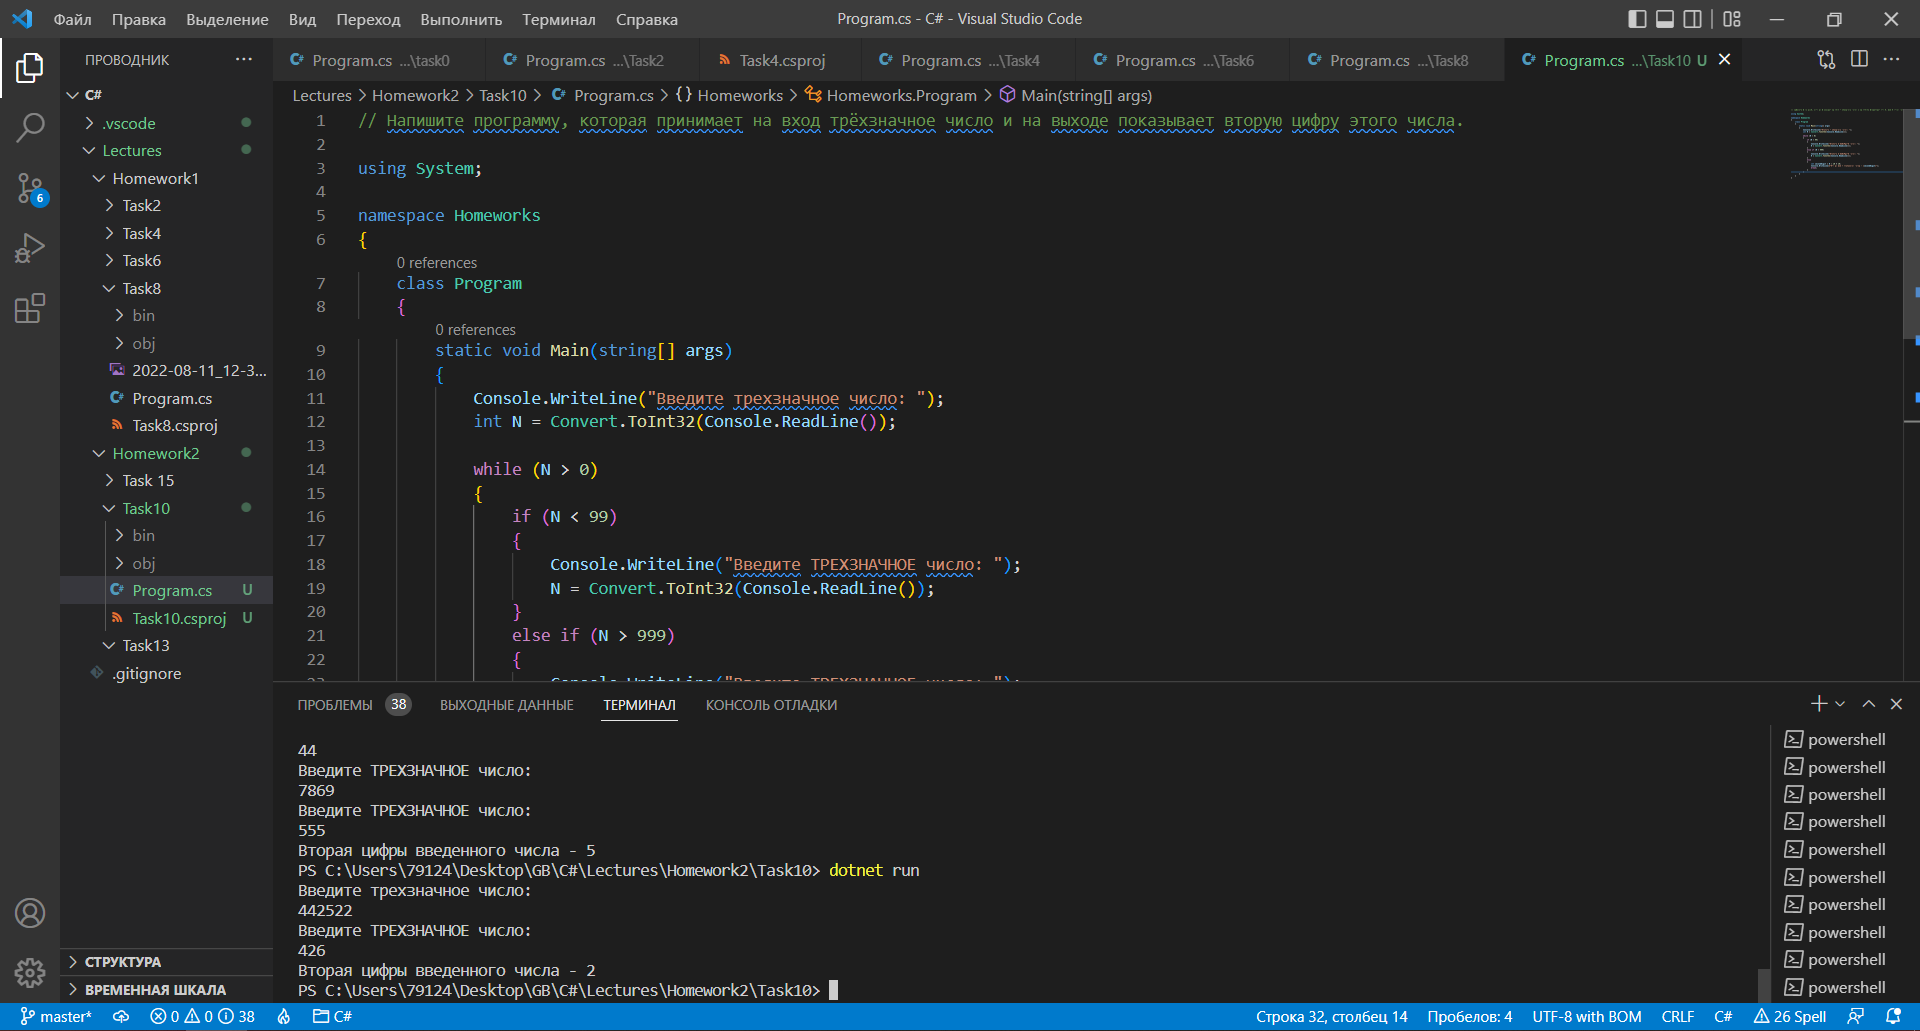 Файл Правка Выделение Вид Переход Выполнить Терминал Справка
Program.cs - C# - Visual Studio Code
ПРОВОДНИК
C#
.vscode
Lectures
Homework1
Task2
Task4
Task6
Task8
bin
obj
2022-08-11_12-3...
Program.cs
Task8.csproj
Homework2
Task 15
Task10
bin
obj
Program.cs U
Task10.csproj U
Task13
.gitignore
СТРУКТУРА
ВРЕМЕННАЯ ШКАЛА
6
Program.cs ...\task0 Program.cs ...\Task2 Task4.csproj Program.cs ...\Task4 Program.cs ...\Task6 Program.cs ...\Task8 Program.cs ...\Task10 U
Lectures > Homework2 > Task10 > Program.cs > {} Homeworks > Homeworks.Program > Main(string[] args)
1 // Напишите программу, которая принимает на вход трёхзначное число и на выходе показывает вторую цифру этого числа.
2
3 using System;
4
5 namespace Homeworks
6 {
0 references
7 class Program
8 {
0 references
9 static void Main(string[] args)
10 {
11 Console.WriteLine("Введите трехзначное число: ");
12 int N = Convert.ToInt32(Console.ReadLine());
13
14 while (N > 0)
15 {
16 if (N < 99)
17 {
18 Console.WriteLine("Введите ТРЕХЗНАЧНОЕ число: ");
19 N = Convert.ToInt32(Console.ReadLine());
20 }
21 else if (N > 999)
22 {
23 Console.WriteLine("Введите ТРЕХЗНАЧНОЕ число: ");
ПРОБЛЕМЫ 38 ВЫХОДНЫЕ ДАННЫЕ ТЕРМИНАЛ КОНСОЛЬ ОТЛАДКИ
44
Введите ТРЕХЗНАЧНОЕ число:
7869
Введите ТРЕХЗНАЧНОЕ число:
555
Вторая цифры введенного числа - 5
PS C:\Users\79124\Desktop\GB\C#\Lectures\Homework2\Task10> dotnet run
Введите трехзначное число:
442522
Введите ТРЕХЗНАЧНОЕ число:
426
Вторая цифры введенного числа - 2
PS C:\Users\79124\Desktop\GB\C#\Lectures\Homework2\Task10>
powershell
powershell
powershell
powershell
powershell
powershell
powershell
powershell
powershell
powershell
master* 0 0 38 C# Строка 32, столбец 14 Пробелов: 4 UTF-8 with BOM CRLF C# 26 Spell